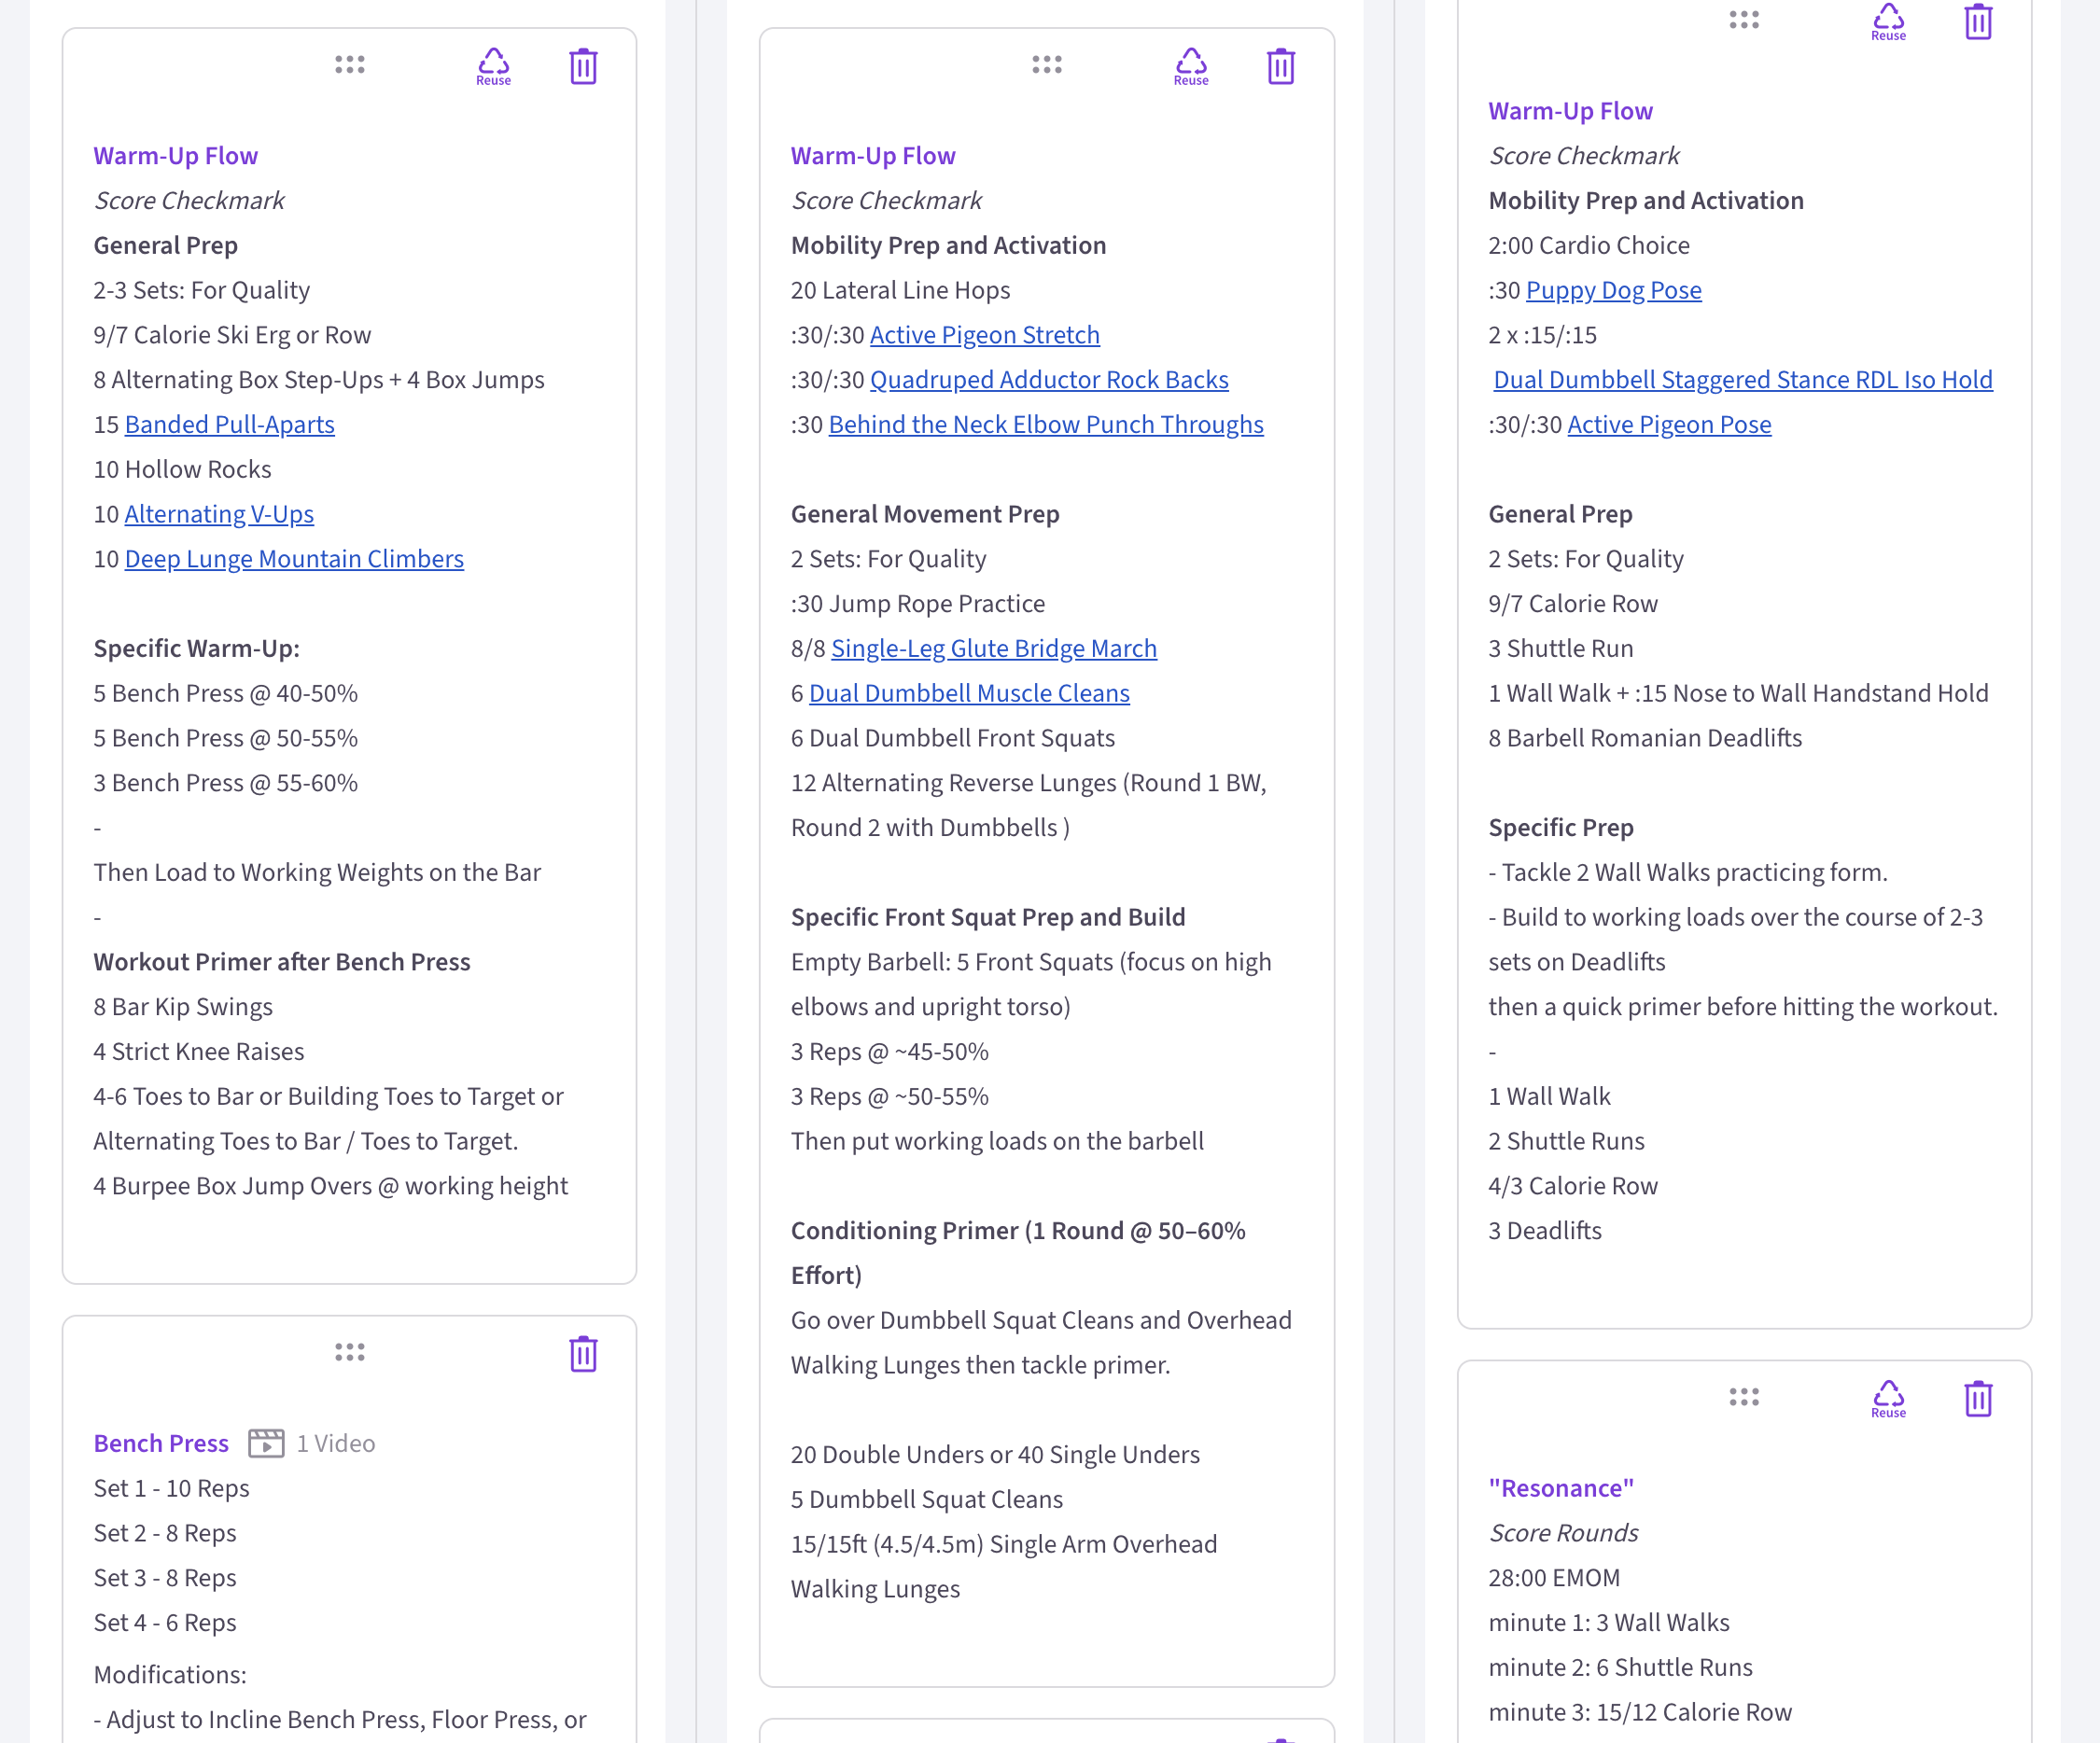 Reuse
Warm-Up Flow
Score Checkmark
General Prep
2-3 Sets: For Quality
9/7 Calorie Ski Erg or Row
8 Alternating Box Step-Ups + 4 Box Jumps
15 Banded Pull-Aparts
10 Hollow Rocks
10 Alternating V-Ups
10 Deep Lunge Mountain Climbers
Specific Warm-Up:
5 Bench Press @ 40-50%
5 Bench Press @ 50-55%
3 Bench Press @ 55-60%
-
Then Load to Working Weights on the Bar
-
Workout Primer after Bench Press
8 Bar Kip Swings
4 Strict Knee Raises
4-6 Toes to Bar or Building Toes to Target or
Alternating Toes to Bar / Toes to Target.
4 Burpee Box Jump Overs @ working height
Bench Press 1 Video
Set 1 - 10 Reps
Set 2 - 8 Reps
Set 3 - 8 Reps
Set 4 - 6 Reps
Modifications:
- Adjust to Incline Bench Press, Floor Press, or
Reuse
Warm-Up Flow
Score Checkmark
Mobility Prep and Activation
20 Lateral Line Hops
:30/:30 Active Pigeon Stretch
:30/:30 Quadruped Adductor Rock Backs
:30 Behind the Neck Elbow Punch Throughs
General Movement Prep
2 Sets: For Quality
:30 Jump Rope Practice
8/8 Single-Leg Glute Bridge March
6 Dual Dumbbell Muscle Cleans
6 Dual Dumbbell Front Squats
12 Alternating Reverse Lunges (Round 1 BW,
Round 2 with Dumbbells )
Specific Front Squat Prep and Build
Empty Barbell: 5 Front Squats (focus on high
elbows and upright torso)
3 Reps @ ~45-50%
3 Reps @ ~50-55%
Then put working loads on the barbell
Conditioning Primer (1 Round @ 50–60%
Effort)
Go over Dumbbell Squat Cleans and Overhead
Walking Lunges then tackle primer.
20 Double Unders or 40 Single Unders
5 Dumbbell Squat Cleans
15/15ft (4.5/4.5m) Single Arm Overhead
Walking Lunges
Reuse
Warm-Up Flow
Score Checkmark
Mobility Prep and Activation
2:00 Cardio Choice
:30 Puppy Dog Pose
2 x :15/:15
Dual Dumbbell Staggered Stance RDL Iso Hold
:30/:30 Active Pigeon Pose
General Prep
2 Sets: For Quality
9/7 Calorie Row
3 Shuttle Run
1 Wall Walk + :15 Nose to Wall Handstand Hold
8 Barbell Romanian Deadlifts
Specific Prep
- Tackle 2 Wall Walks practicing form.
- Build to working loads over the course of 2-3
sets on Deadlifts
then a quick primer before hitting the workout.
-
1 Wall Walk
2 Shuttle Runs
4/3 Calorie Row
3 Deadlifts
Reuse
"Resonance"
Score Rounds
28:00 EMOM
minute 1: 3 Wall Walks
minute 2: 6 Shuttle Runs
minute 3: 15/12 Calorie Row